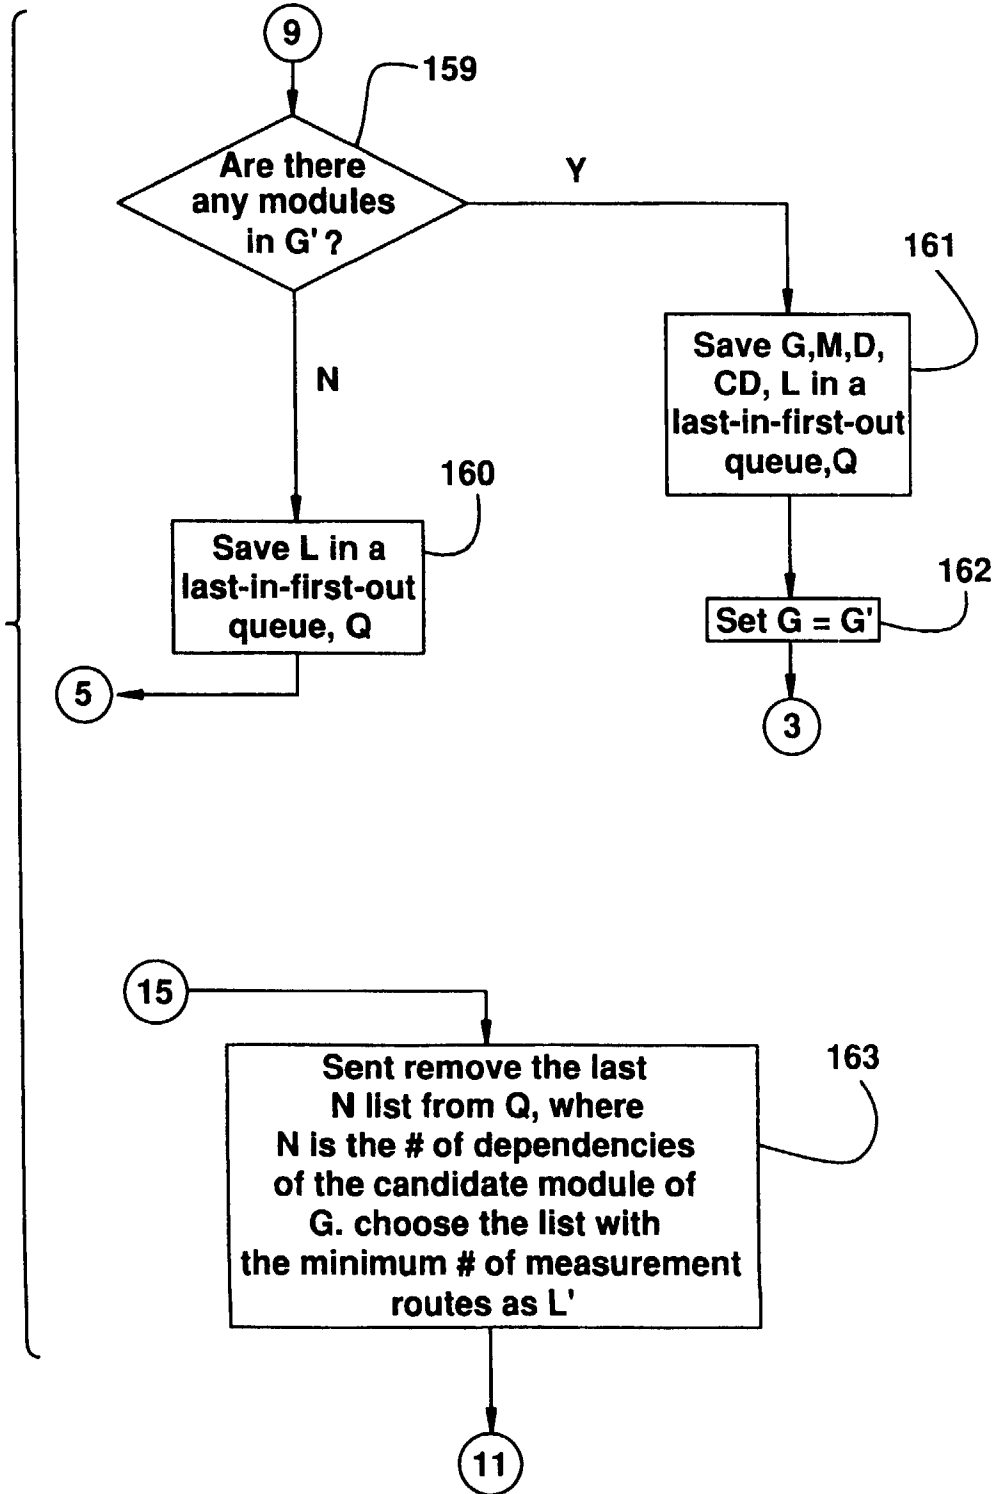 9
159
Are there
any modules
in G' ?
Y
N
161
Save G,M,D,
CD, L in a
last-in-first-out
queue,Q
160
Save L in a
last-in-first-out
queue, Q
162
Set G = G'
5
3
15
163
Sent remove the last
N list from Q, where
N is the # of dependencies
of the candidate module of
G. choose the list with
the minimum # of measurement
routes as L'
11